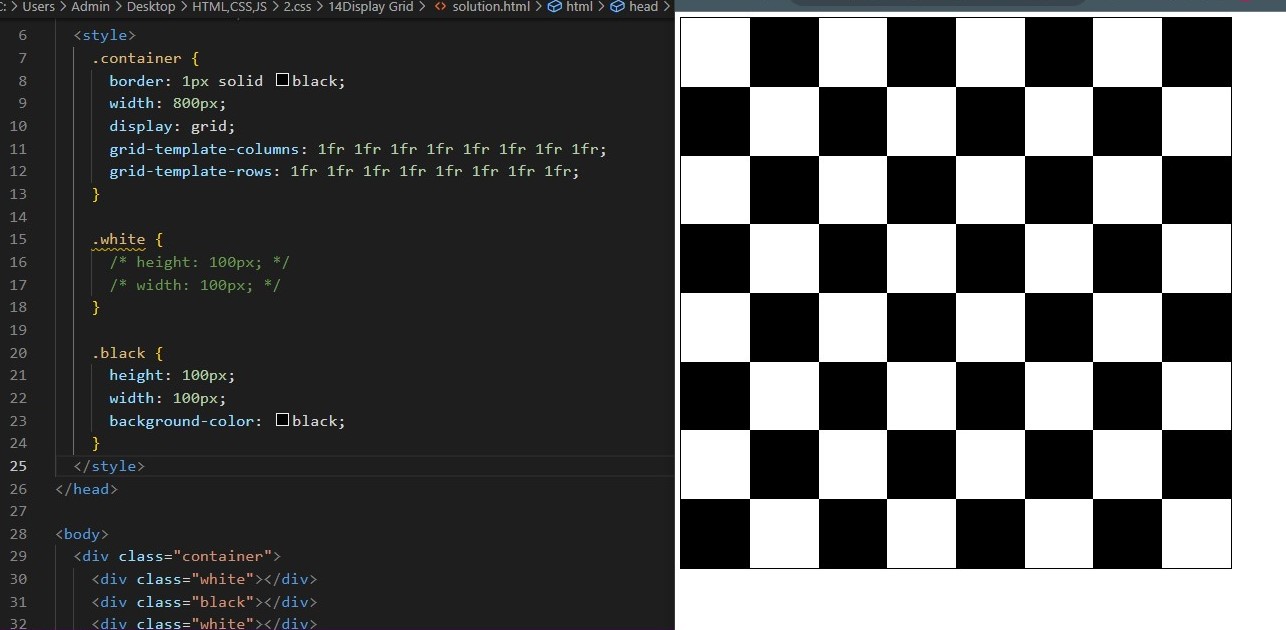 C: > Users > Admin > Desktop > HTML,CSS,JS > 2.css > 14Display Grid > solution.html > html > head >
6 <style>
7 .container {
8 border: 1px solid black;
9 width: 800px;
10 display: grid;
11 grid-template-columns: 1fr 1fr 1fr 1fr 1fr 1fr 1fr 1fr;
12 grid-template-rows: 1fr 1fr 1fr 1fr 1fr 1fr 1fr 1fr;
13 }
14
15 .white {
16 /* height: 100px; */
17 /* width: 100px; */
18 }
19
20 .black {
21 height: 100px;
22 width: 100px;
23 background-color: black;
24 }
25 </style>
26 </head>
27
28 <body>
29 <div class="container">
30 <div class="white"></div>
31 <div class="black"></div>
32 <div class="white"></div>